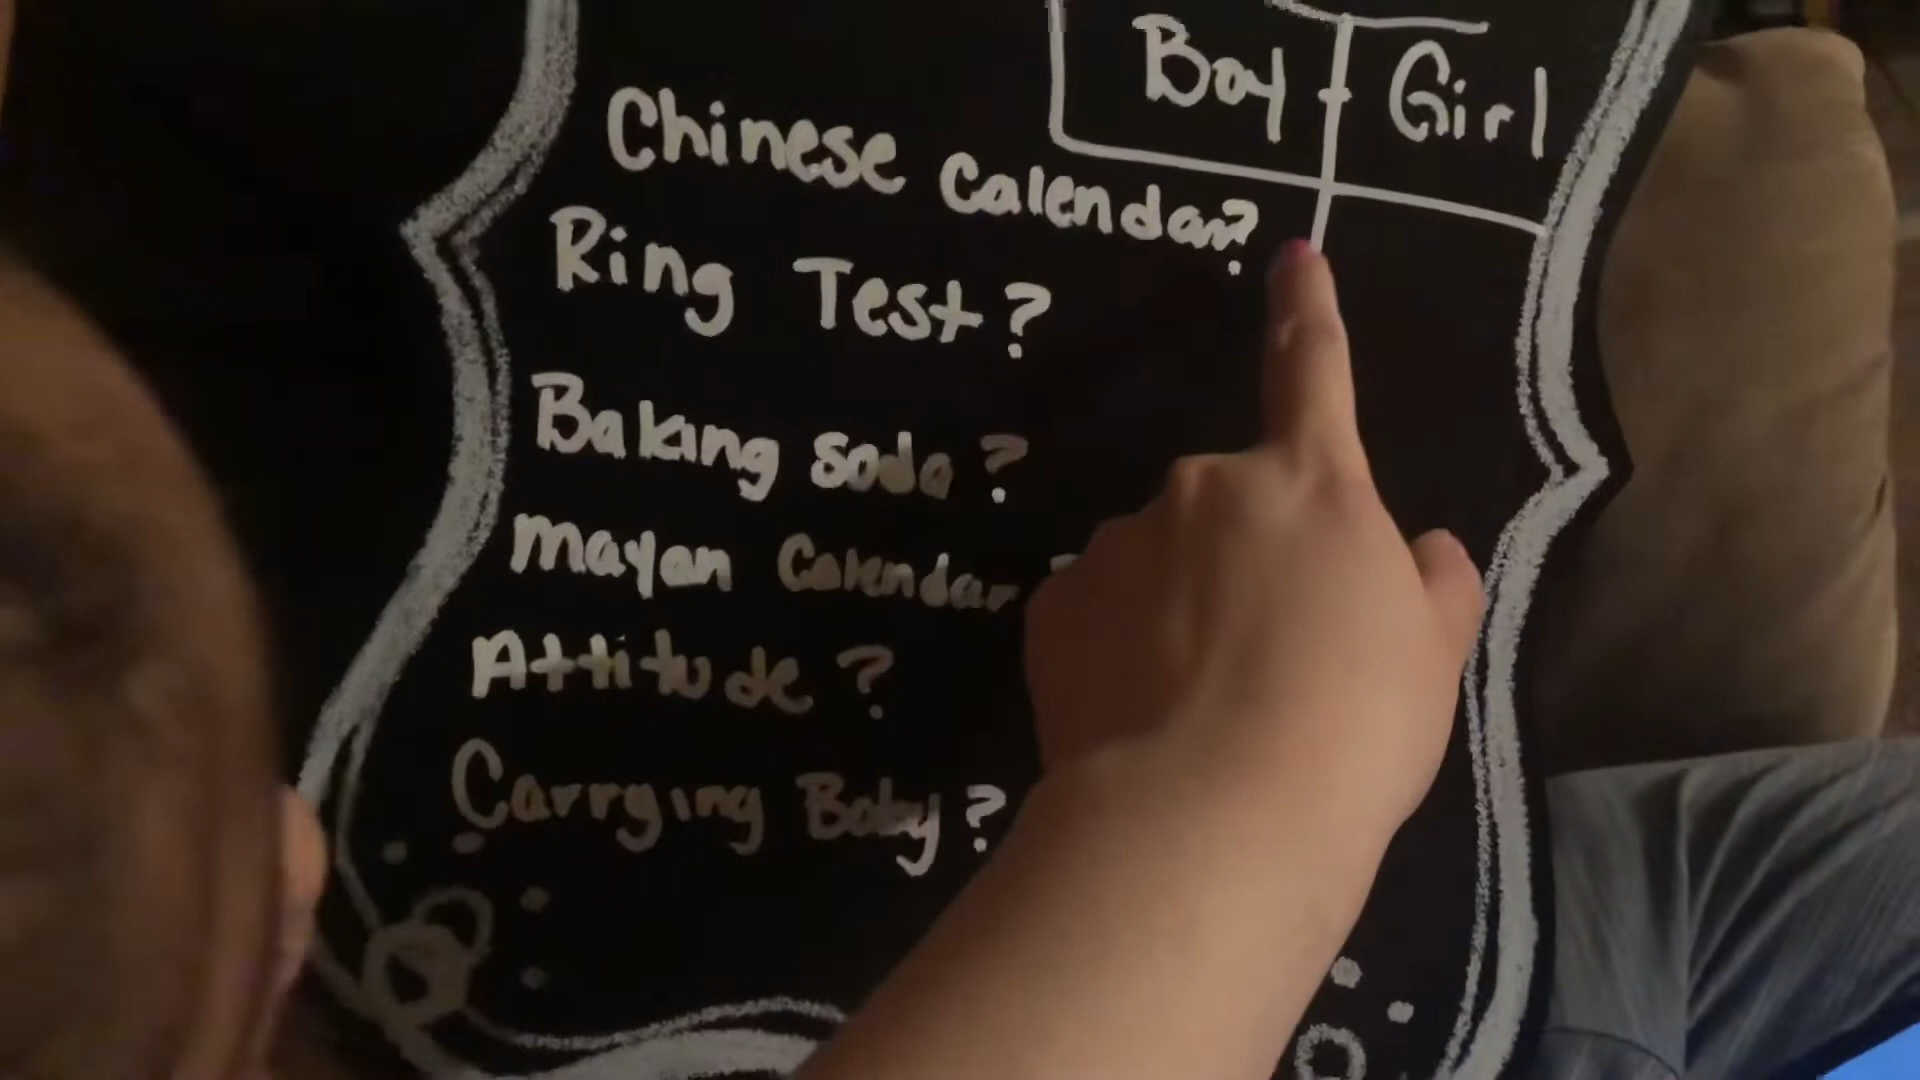 Boy Girl
Chinese Calendar?
Ring Test?
Baking soda?
Mayan Calendar ?
Attitude?
Carrying Baby?